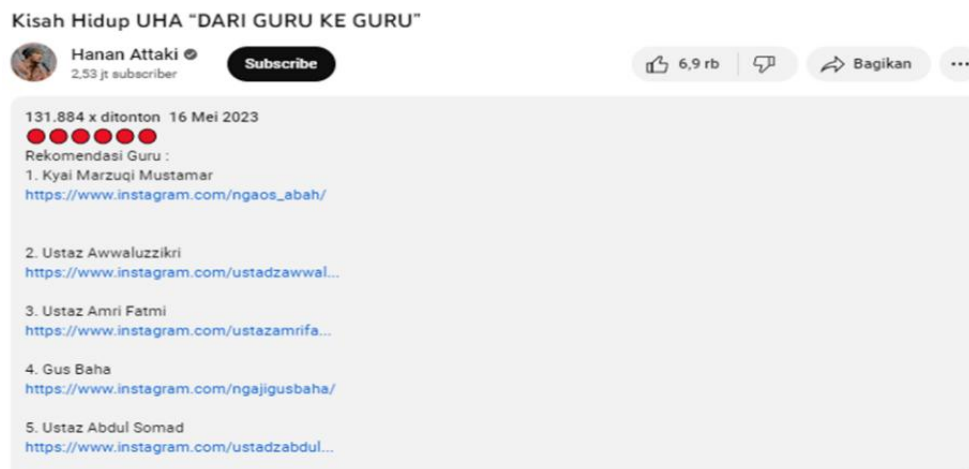 Kisah Hidup UHA “DARI GURU KE GURU”
Hanan Attaki
2,53 jt subscriber
Subscribe
6,9 rb
Bagikan
131.884 x ditonton 16 Mei 2023
Rekomendasi Guru :
1. Kyai Marzuqi Mustamar
https://www.instagram.com/ngaos_abah/
2. Ustaz Awwaluzzikri
https://www.instagram.com/ustadzawwal...
3. Ustaz Amri Fatmi
https://www.instagram.com/ustazamrifa...
4. Gus Baha
https://www.instagram.com/ngajigusbaha/
5. Ustaz Abdul Somad
https://www.instagram.com/ustadzabdul...